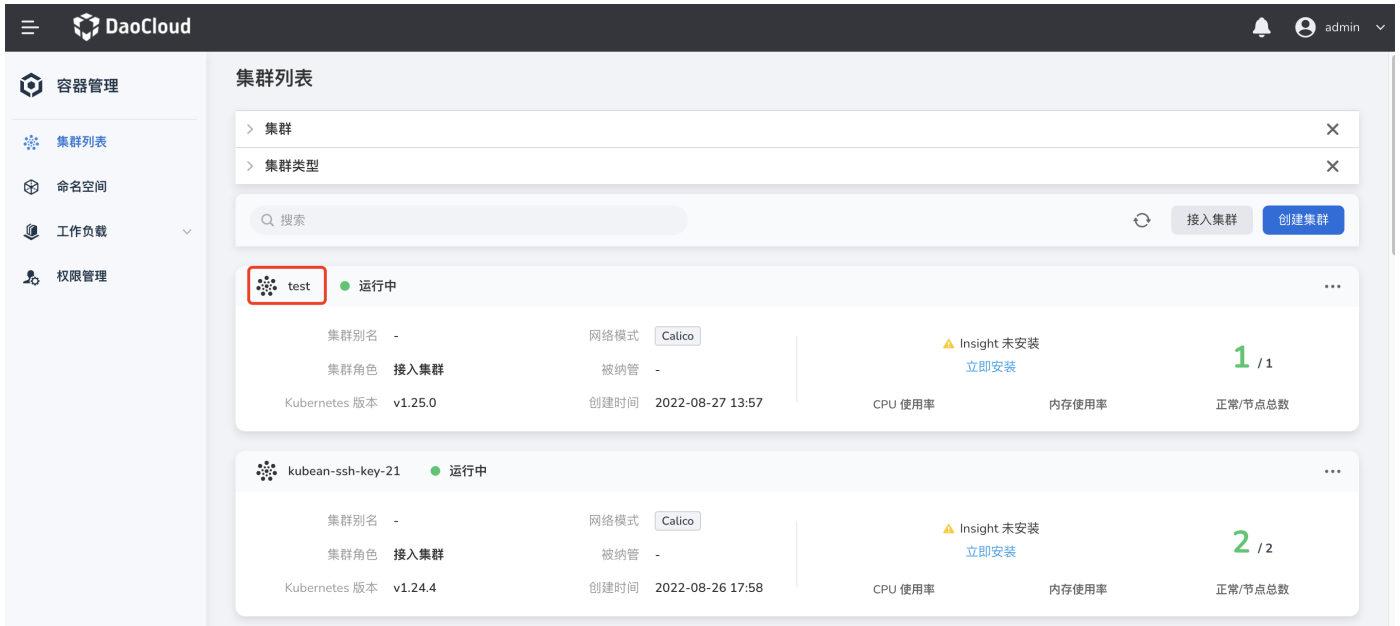 DaoCloud
admin
容器管理
集群列表
命名空间
工作负载
权限管理
集群列表
集群
集群类型
搜索
接入集群
创建集群
test
运行中
集群别名 -
网络模式 Calico
集群角色 接入集群
被纳管 -
Kubernetes 版本 v1.25.0
创建时间 2022-08-27 13:57
Insight 未安装
立即安装
CPU 使用率
内存使用率
1 / 1
正常/节点总数
kubean-ssh-key-21
运行中
集群别名 -
网络模式 Calico
集群角色 接入集群
被纳管 -
Kubernetes 版本 v1.24.4
创建时间 2022-08-26 17:58
Insight 未安装
立即安装
CPU 使用率
内存使用率
2 / 2
正常/节点总数